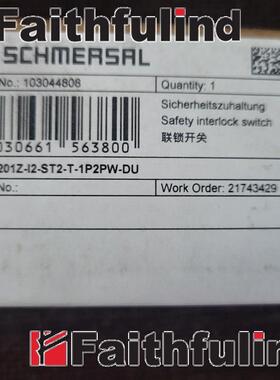 Faithfulind
SCHMERSAL
No.: 103044806
Quantity: 1
Sicherheitszuhaltung
Safety interlock switch
联锁开关
030661 563800
201Z-I2-ST2-T-1P2PW-DU
Work Order: 21743429
Faithfulind